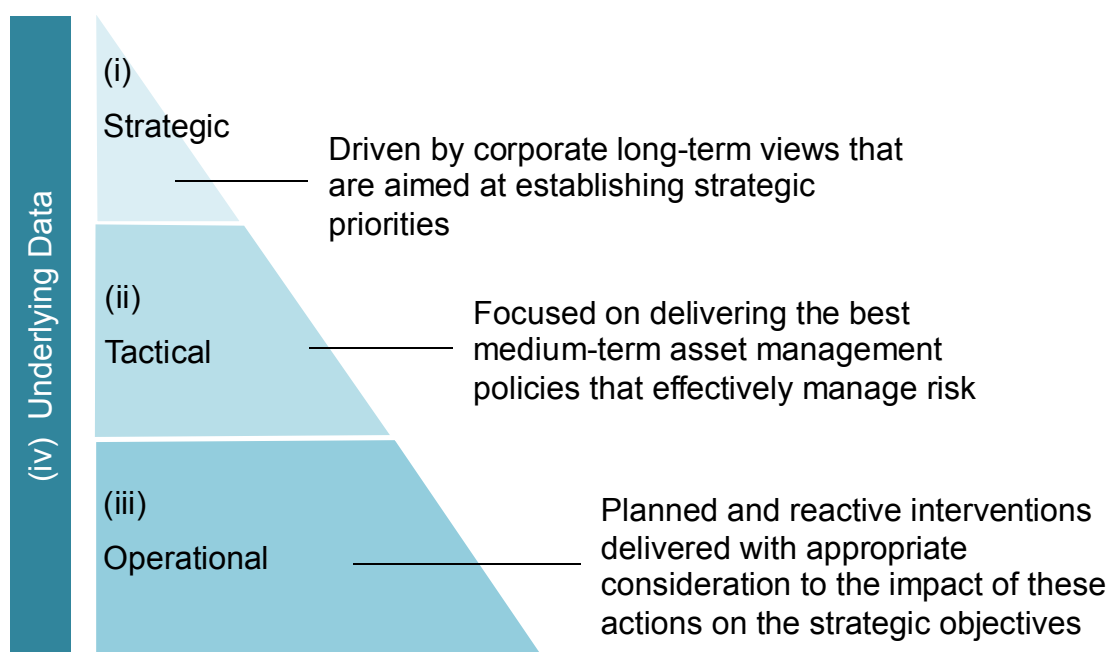 (iv) Underlying Data
(i)
Strategic
Driven by corporate long-term views that
are aimed at establishing strategic
priorities
(ii)
Tactical
Focused on delivering the best
medium-term asset management
policies that effectively manage risk
(iii)
Operational
Planned and reactive interventions
delivered with appropriate
consideration to the impact of these
actions on the strategic objectives